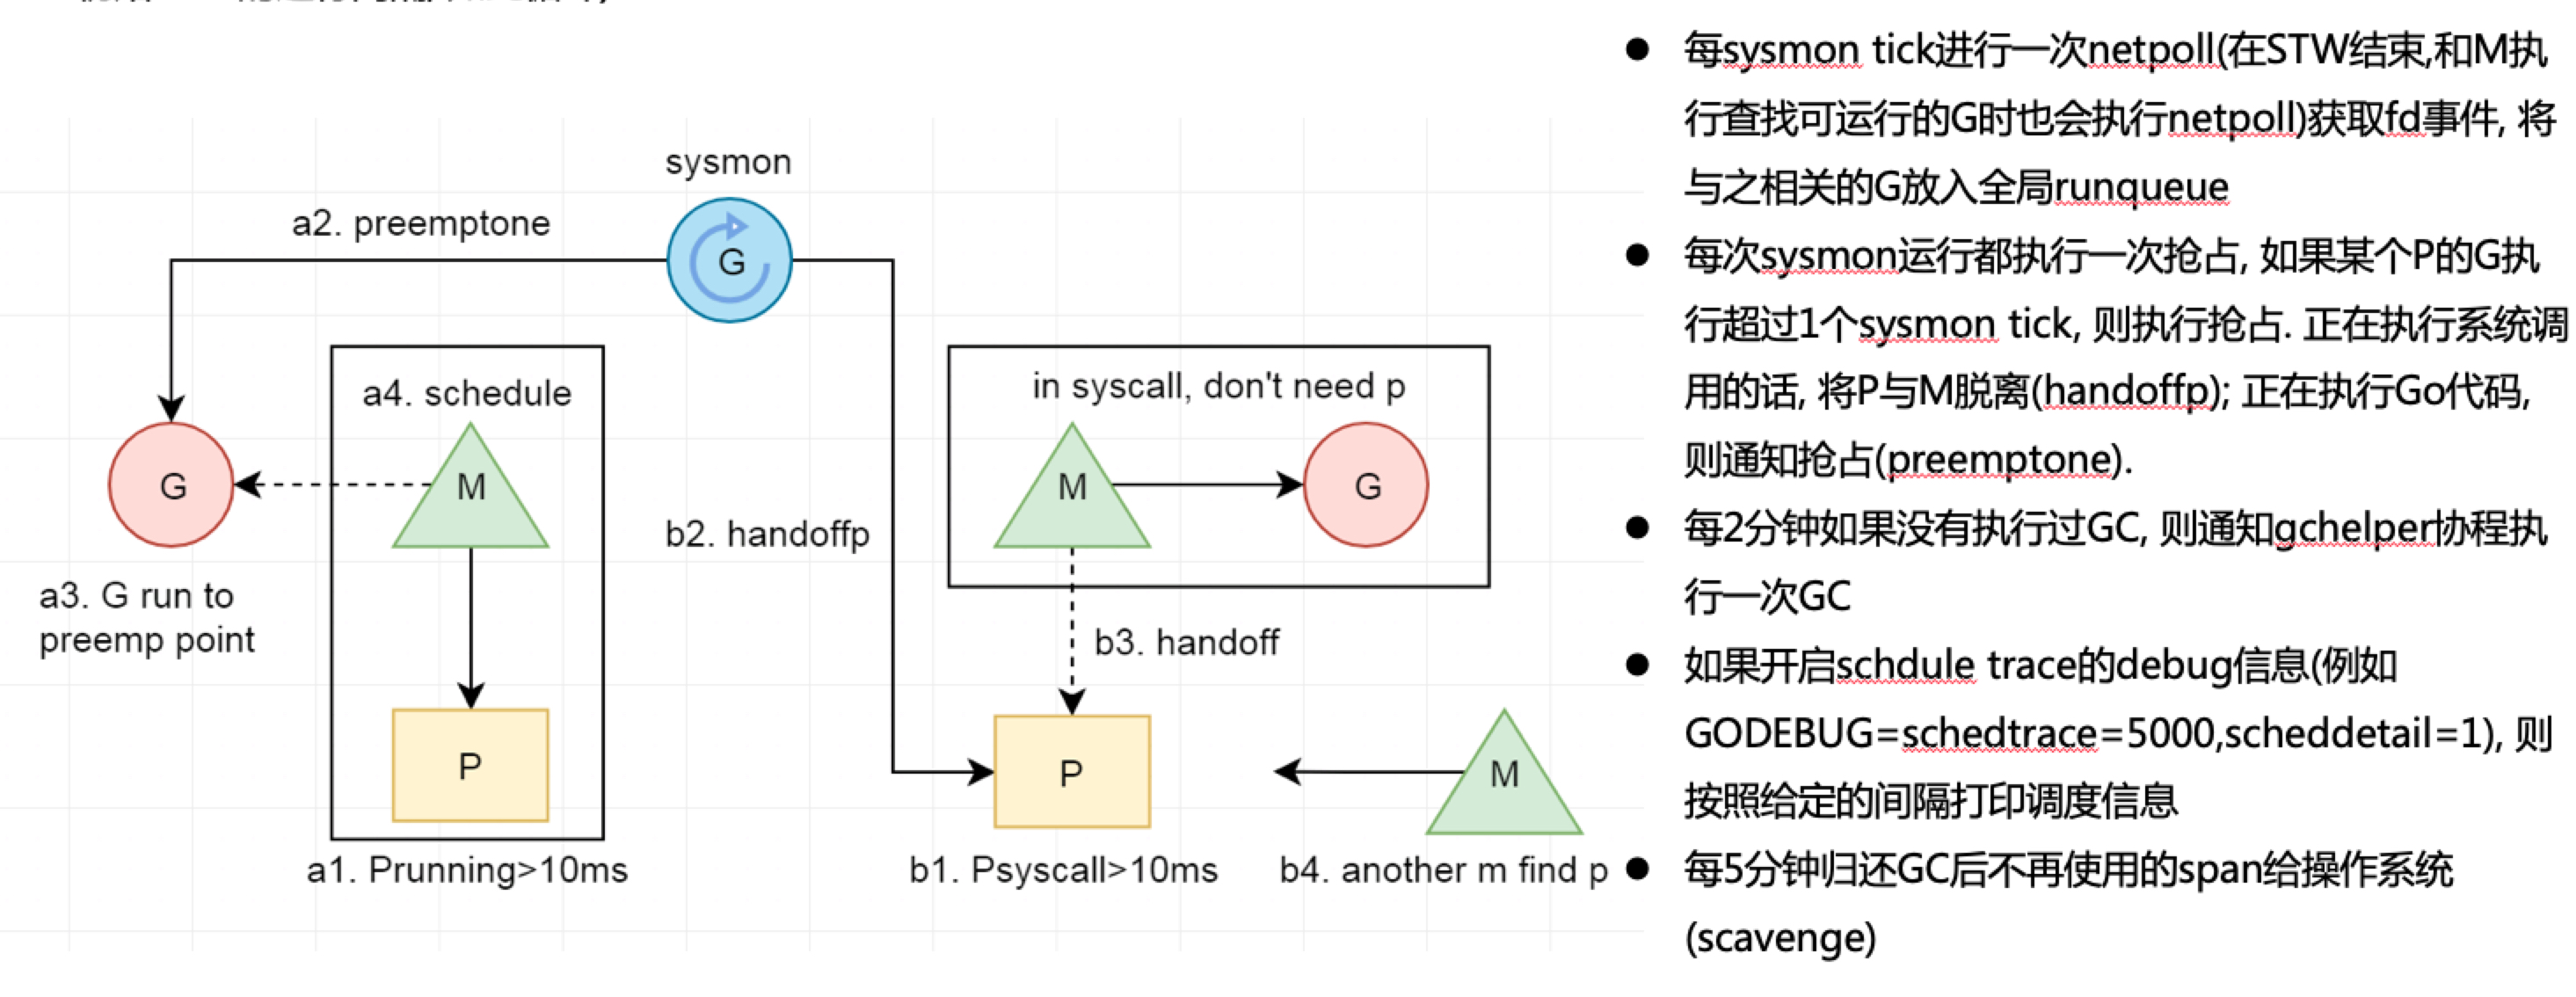 sysmon
a2. preemptone
G
a4. schedule
in syscall, don't need p
G
M
M
G
b2. handoffp
a3. G run to
preemp point
b3. handoff
P
P
M
a1. Prunning>10ms
b1. Psyscall>10ms
b4. another m find p
● 每sysmon tick进行一次netpoll(在STW结束,和M执
行查找可运行的G时也会执行netpoll)获取fd事件, 将
与之相关的G放入全局runqueue
● 每次sysmon运行都执行一次抢占, 如果某个P的G执
行超过1个sysmon tick, 则执行抢占. 正在执行系统调
用的话, 将P与M脱离(handoffp); 正在执行Go代码,
则通知抢占(preemptone).
● 每2分钟如果没有执行过GC, 则通知gchelper协程执
行一次GC
● 如果开启schdule trace的debug信息(例如
GODEBUG=schedtrace=5000,scheddetail=1), 则
按照给定的间隔打印调度信息
● 每5分钟归还GC后不再使用的span给操作系统
(scavenge)